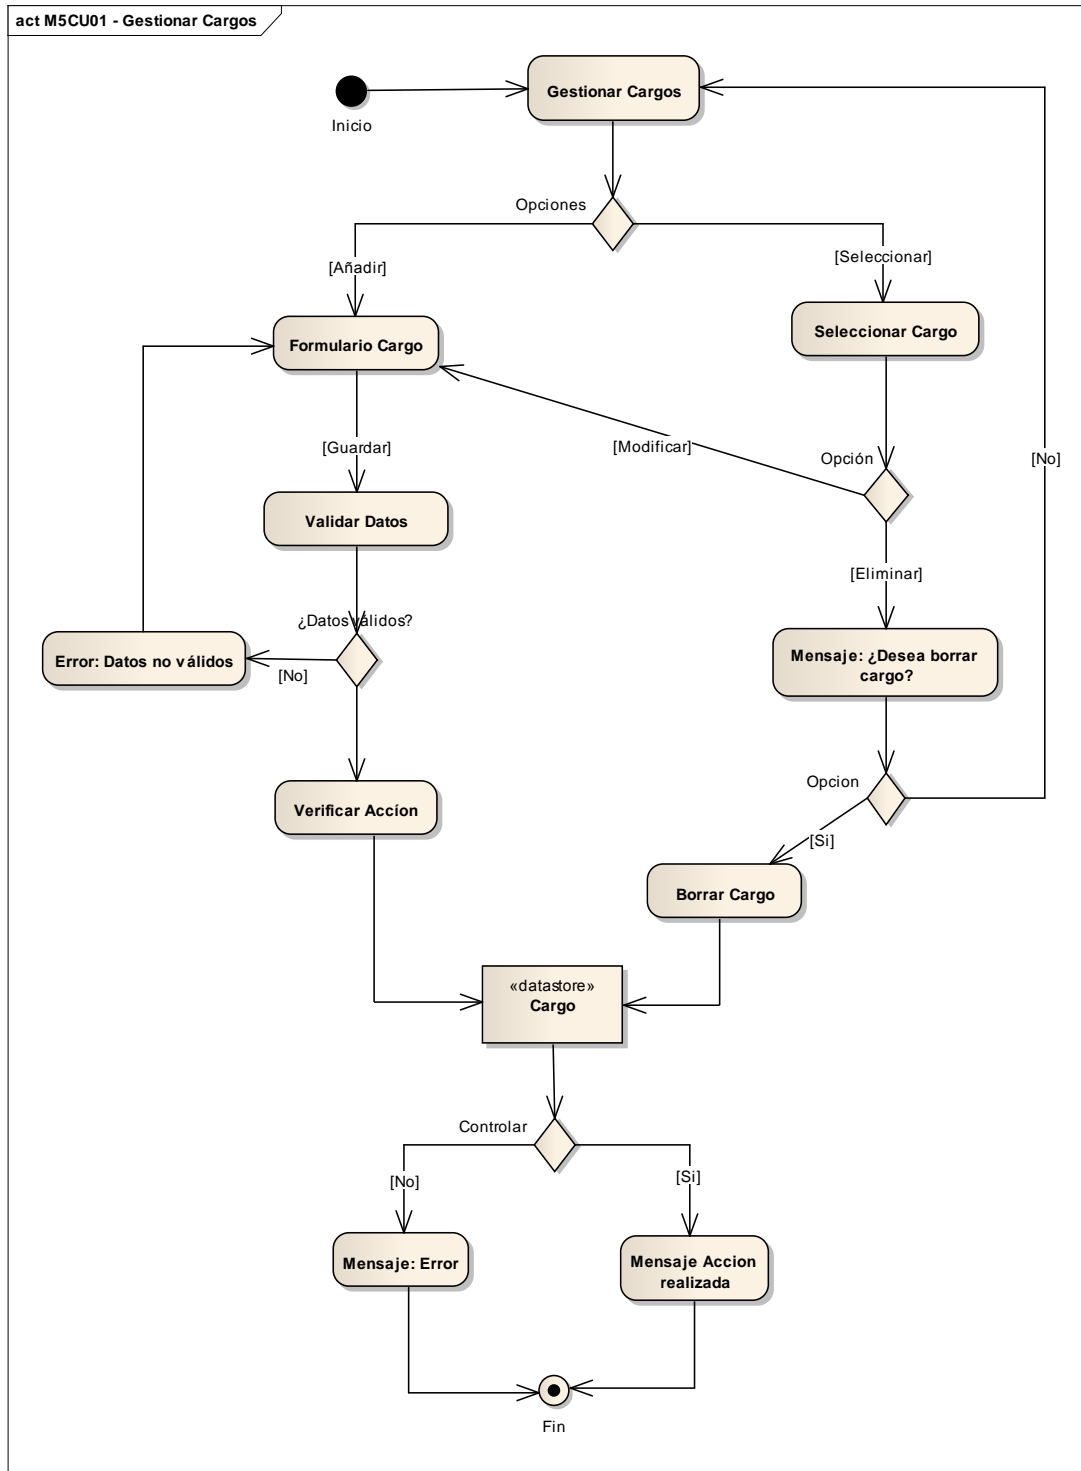 act M5CU01 - Gestionar Cargos
Gestionar Cargos
Inicio
Opciones
[Añadir]
[Seleccionar]
Formulario Cargo
Seleccionar Cargo
[Guardar]
[Modificar]
Opción
[No]
Validar Datos
[Eliminar]
¿Datos válidos?
Error: Datos no válidos
[No]
Mensaje: ¿Desea borrar
cargo?
Opcion
Verificar Accíon
[Si]
Borrar Cargo
«datastore»
Cargo
Controlar
[No]
[Si]
Mensaje: Error
Mensaje Accion
realizada
Fin